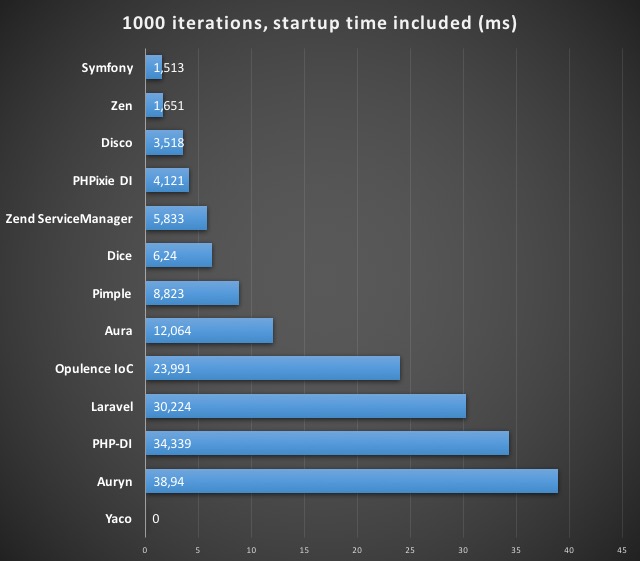 1000 iterations, startup time included (ms)
Symfony 1,513
Zen 1,651
Disco 3,518
PHPixie DI 4,121
Zend ServiceManager 5,833
Dice 6,24
Pimple 8,823
Aura 12,064
Opulence IoC 23,991
Laravel 30,224
PHP-DI 34,339
Auryn 38,94
Yaco 0
0 5 10 15 20 25 30 35 40 45